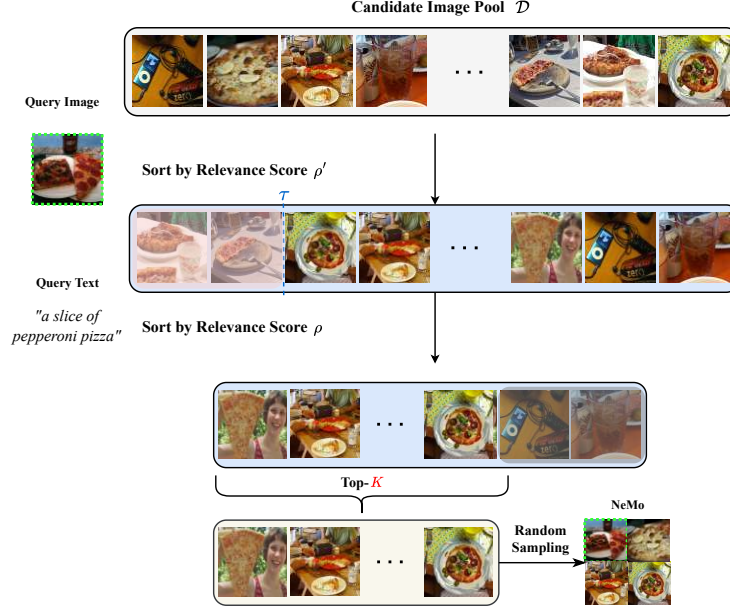 Candidate Image Pool 𝒟
Query Image
Sort by Relevance Score ρ′
τ
Query Text
"a slice of
pepperoni pizza"
Sort by Relevance Score ρ
Top-K
NeMo
Random
Sampling